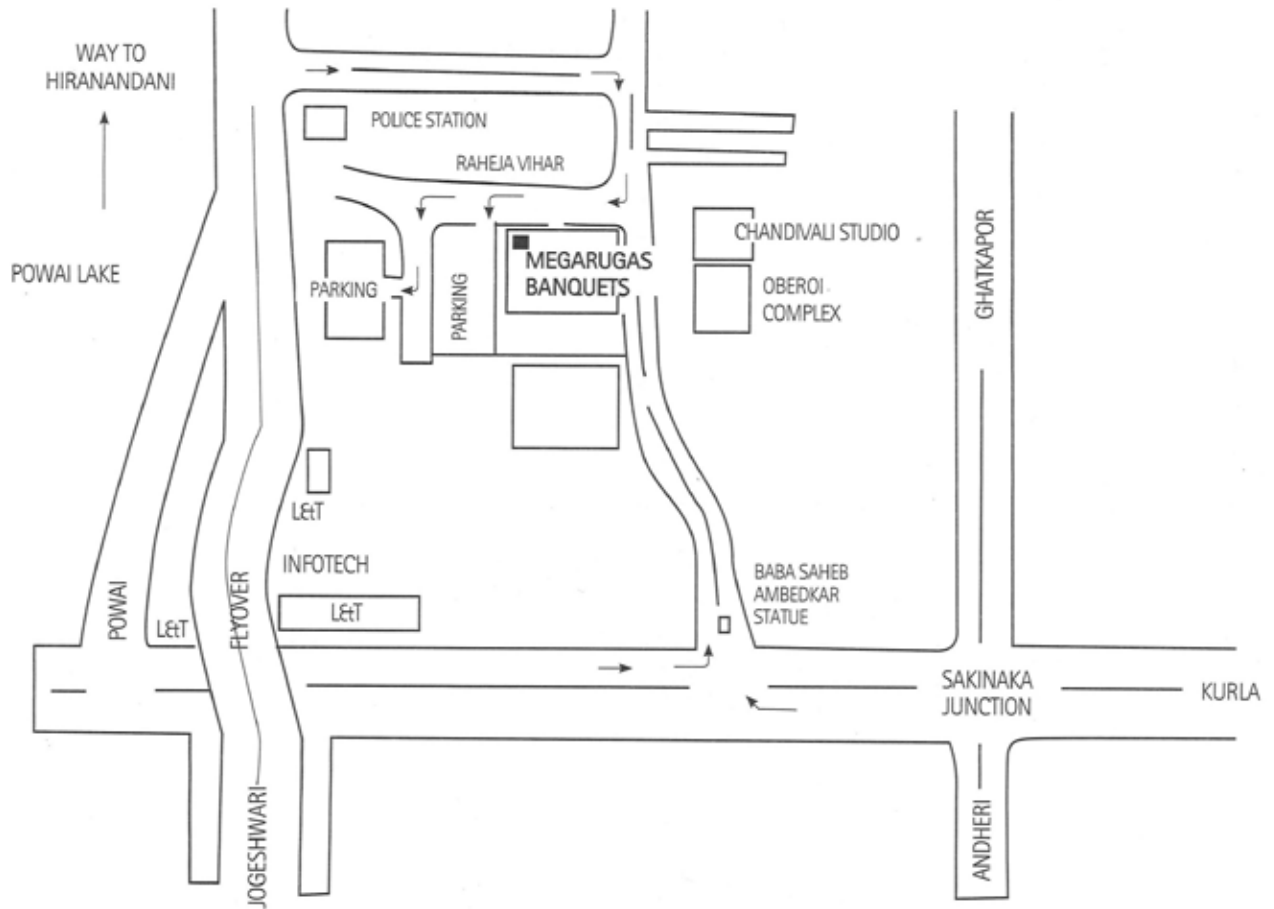 WAY TO
HIRANANDANI
POLICE STATION
RAHEJA VIHAR
CHANDIVALI STUDIO
POWAI LAKE
MEGARUGAS
BANQUETS
PARKING
PARKING
OBEROI
COMPLEX
GHATKAPOR
L&T
INFOTECH
L&T
BABA SAHEB
AMBEDKAR
STATUE
POWAI
L&T
FLYOVER
SAKINAKA
JUNCTION
KURLA
JOGESHWARI
ANDHERI